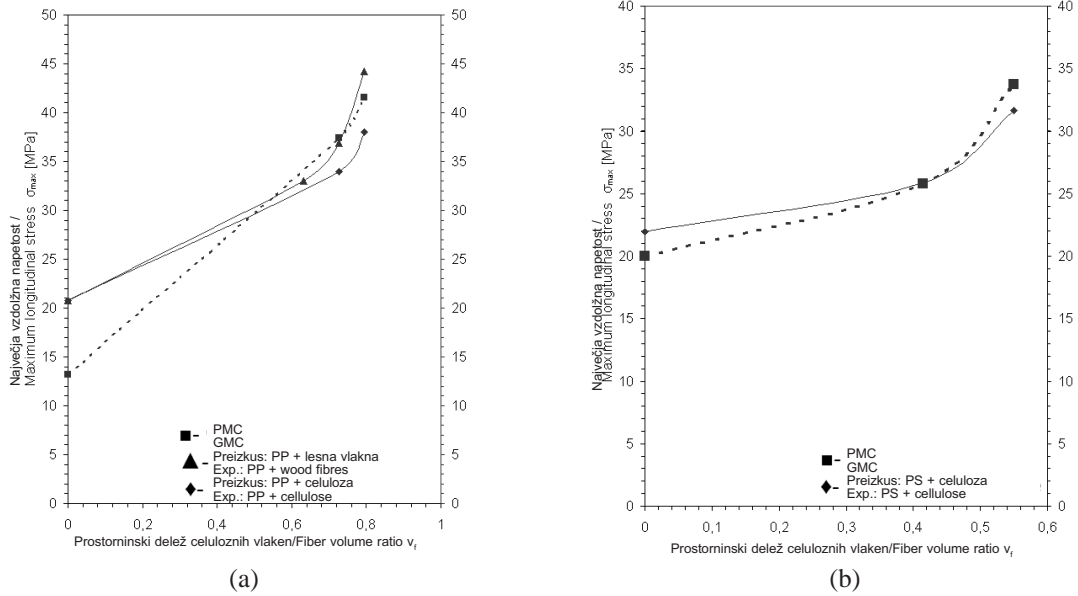 50
45
40
35
30
25
20
15
10
5
0
50
45
40
35
30
25
20
15
10
5
0
Največja vzdolžna napetost /
Maximum longitudinal stress σmax [MPa]
PMC
GMC
Preizkus: PP + lesna vlakna
Exp.: PP + wood fibres
Preizkus: PP + celuloza
Exp.: PP + cellulose
0 0,2 0,4 0,6 0,8 1
Prostorninski delež celuloznih vlaken/Fiber volume ratio vf
(a)
40
35
30
25
20
15
10
5
0
40
35
30
25
20
15
10
5
0
Največja vzdolžna napetost /
Maximum longitudinal stress σmax [MPa]
PMC
GMC
Preizkus: PS + celuloza
Exp.: PS + cellulose
0 0,1 0,2 0,3 0,4 0,5 0,6
Prostorninski delež celuloznih vlaken/Fiber volume ratio vf
(b)